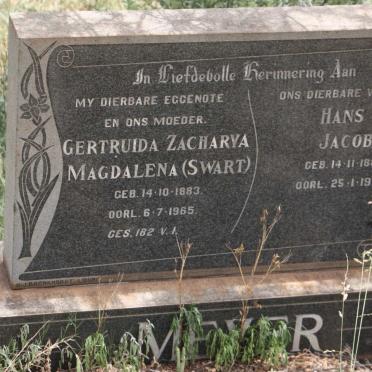 In Liefdevolle Herinnering Aan
MY DIERBARE EGGENOTE
EN ONS MOEDER.
GERTRUIDA ZACHARYA
MAGDALENA (SWART)
GEB. 14·10·1883.
OORL. 6·7·1965.
GES. 182 V. 1.
ONS DIERBARE
HANS
JACOB
GEB. 14·11·18
OORL. 25·1·19
MEYER